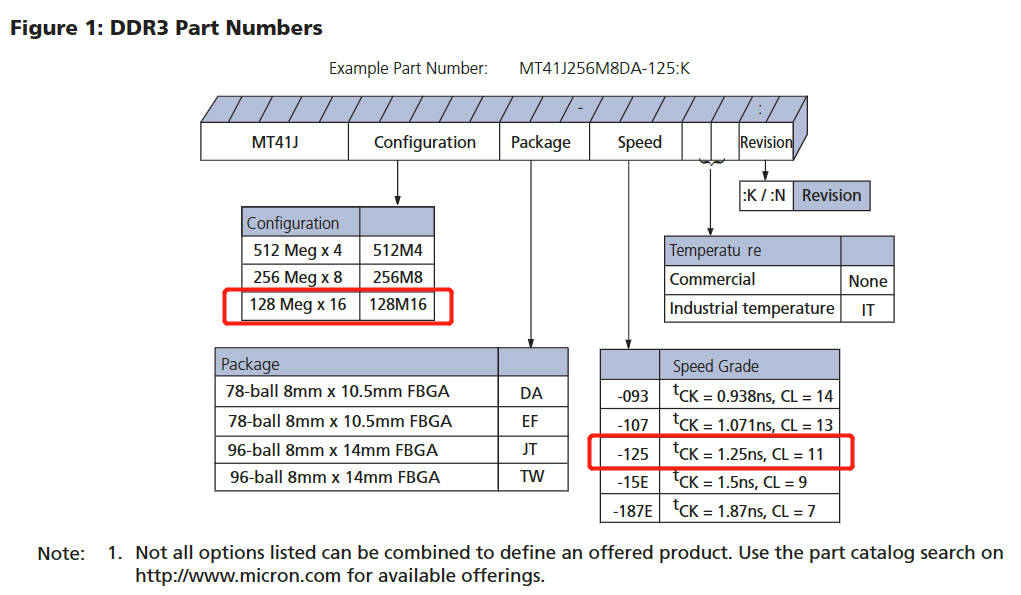 Figure 1: DDR3 Part Numbers
Example Part Number: MT41J256M8DA-125:K
- :
MT41J Configuration Package Speed Revision
:K / :N Revision
Configuration
512 Meg x 4 512M4
256 Meg x 8 256M8
128 Meg x 16 128M16
Temperatu re
Commercial None
Industrial temperature IT
Package
78-ball 8mm x 10.5mm FBGA DA
78-ball 8mm x 10.5mm FBGA EF
96-ball 8mm x 14mm FBGA JT
96-ball 8mm x 14mm FBGA TW
Speed Grade
-093 tCK = 0.938ns, CL = 14
-107 tCK = 1.071ns, CL = 13
-125 tCK = 1.25ns, CL = 11
-15E tCK = 1.5ns, CL = 9
-187E tCK = 1.87ns, CL = 7
Note: 1. Not all options listed can be combined to define an offered product. Use the part catalog search on
http://www.micron.com for available offerings.